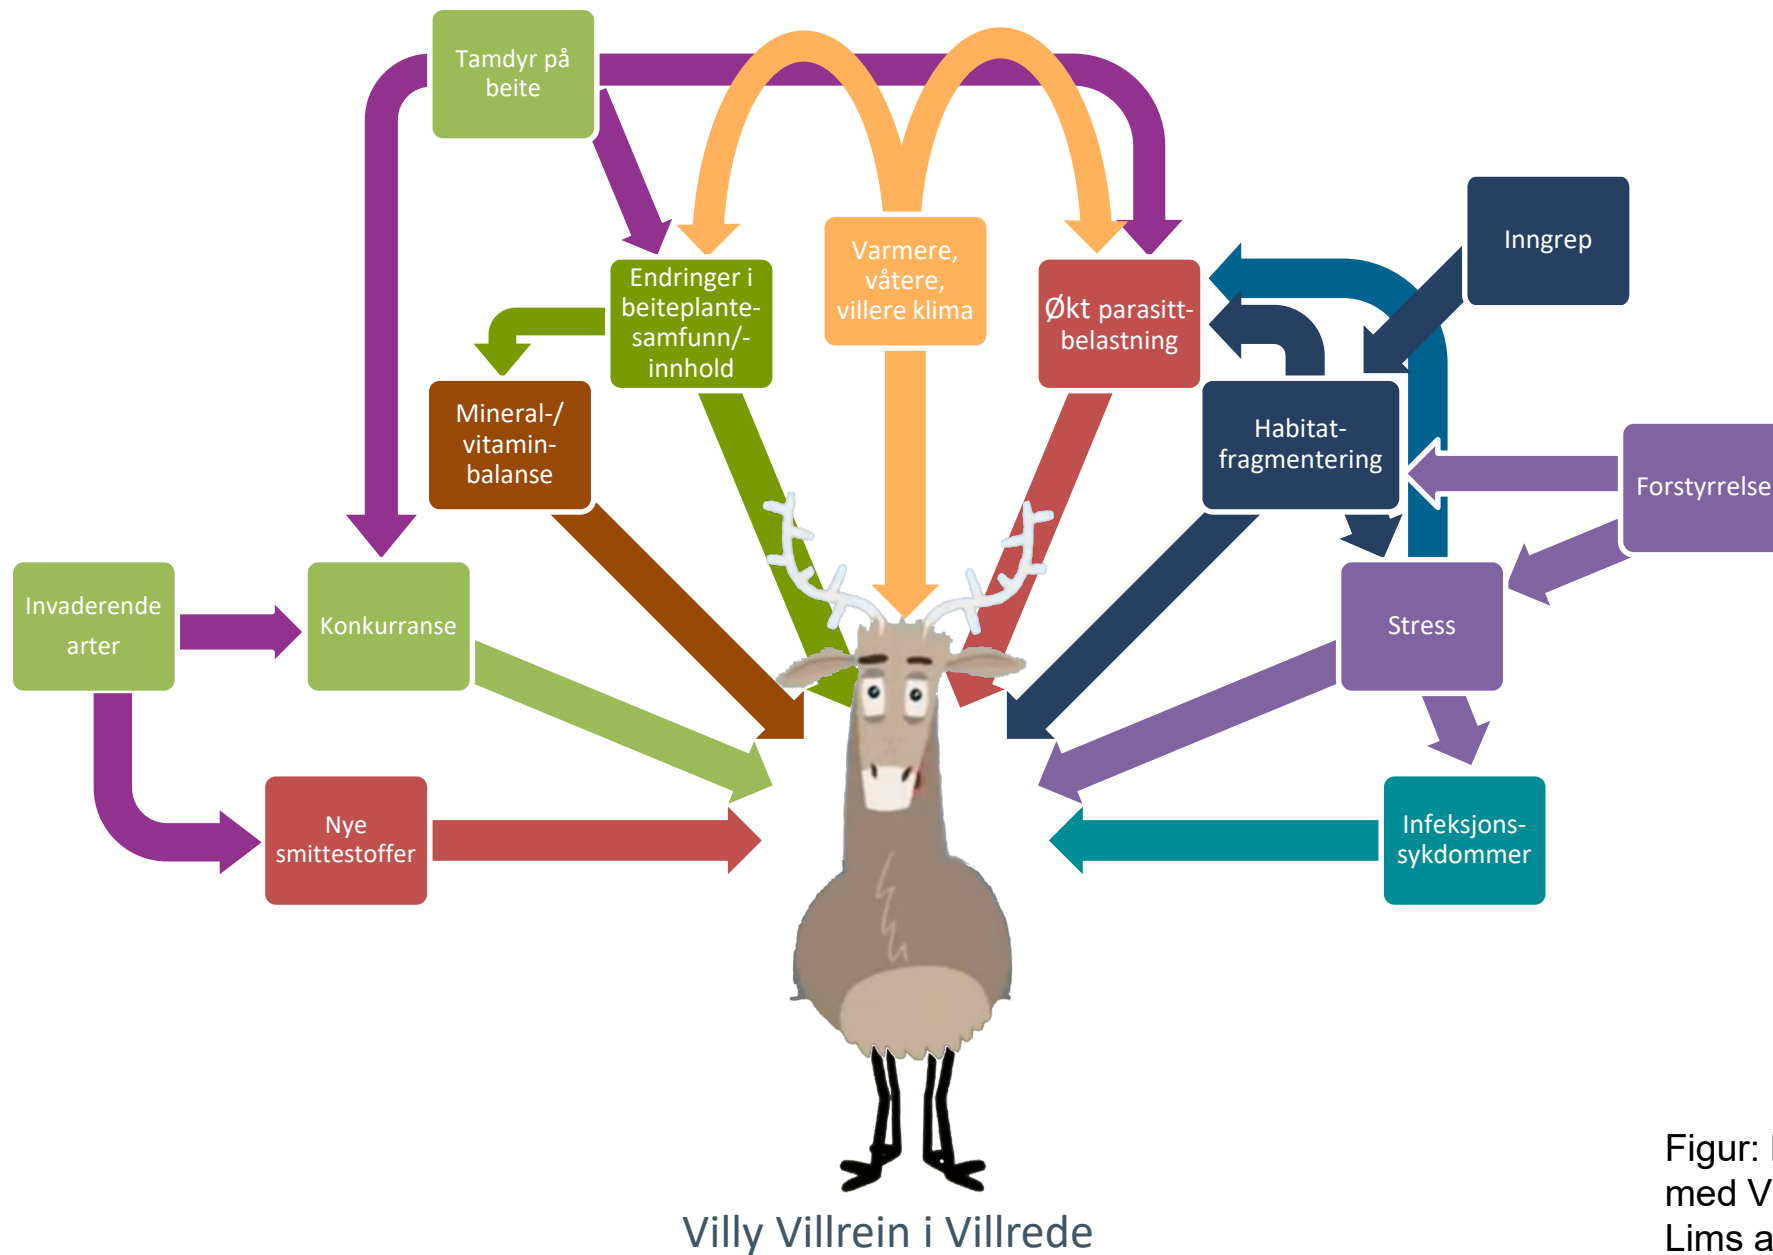 Tamdyr på
beite
Inngrep
Varmere,
våtere,
villere klima
Endringer i
beiteplante-
samfunn/-
innhold
Økt parasitt-
belastning
Mineral-/
vitamin-
balanse
Habitat-
fragmentering
Forstyrrelse
Invaderende
arter
Konkurranse
Stress
Nye
smittestoffer
Infeksjons-
sykdommer
Figur:
med V
Lims a
Villy Villrein i Villrede